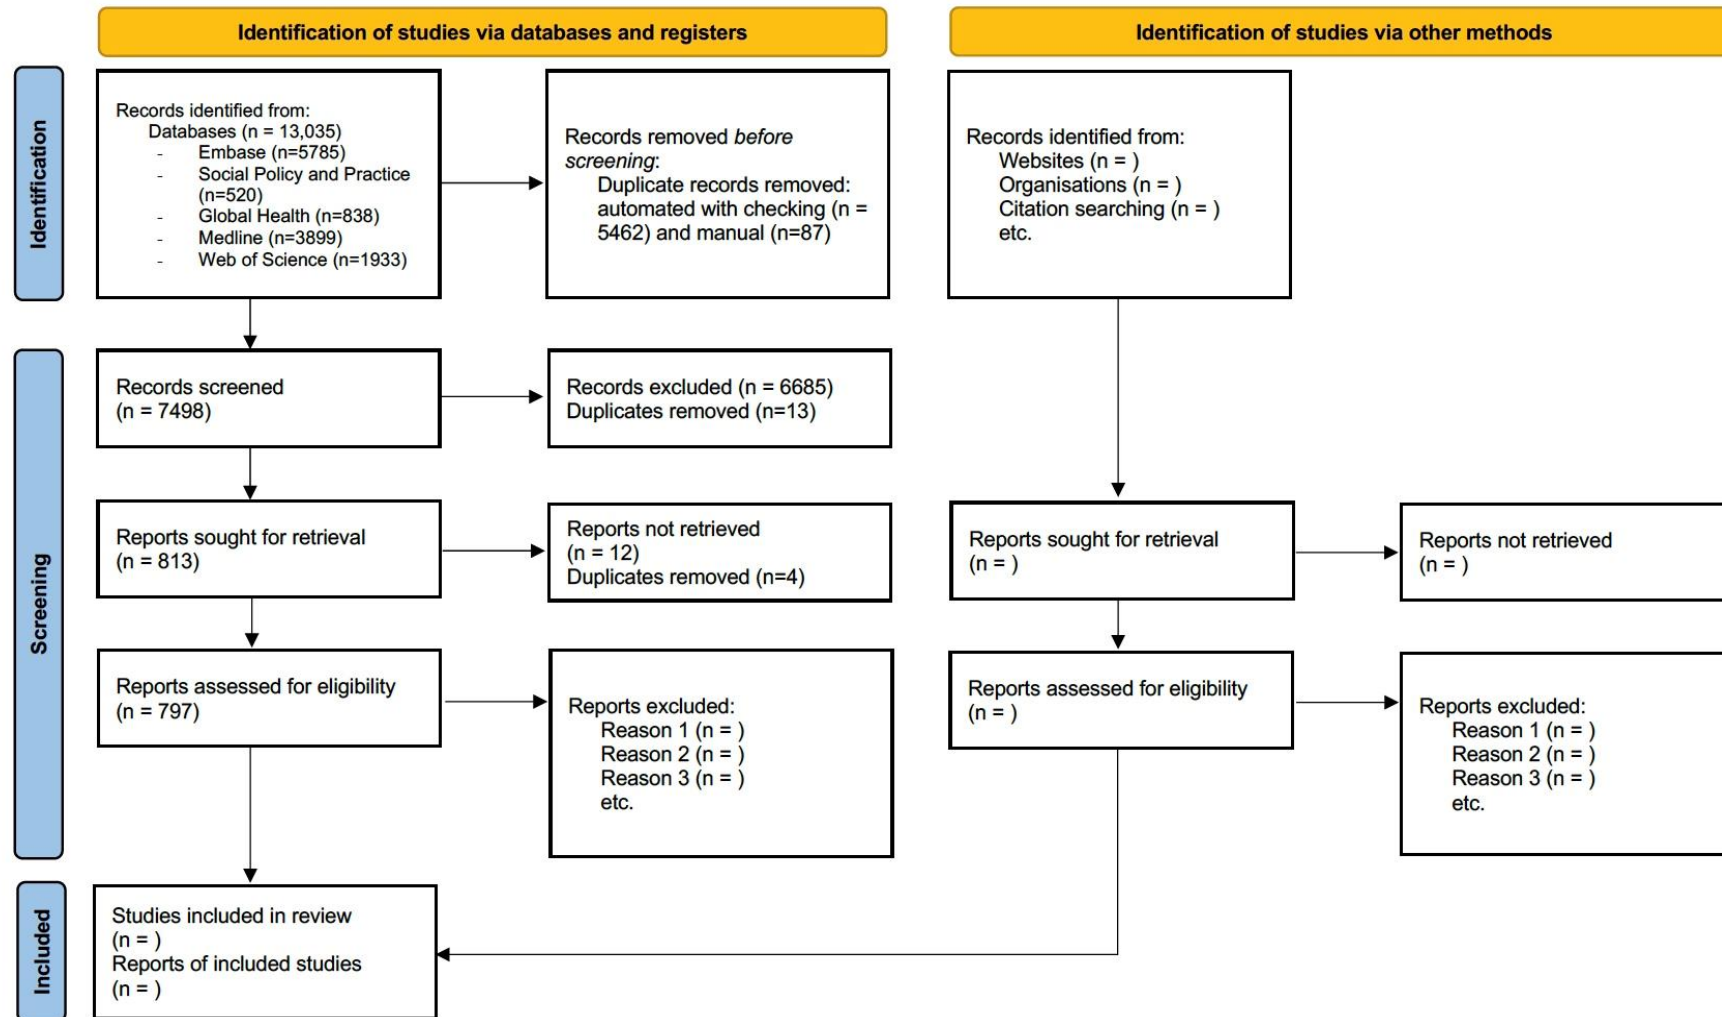 Identification of studies via databases and registers
Identification of studies via other methods
Identification
Records identified from:
Databases (n = 13,035)
- Embase (n=5785)
- Social Policy and Practice
(n=520)
- Global Health (n=838)
- Medline (n=3899)
- Web of Science (n=1933)
Records removed before
screening:
Duplicate records removed:
automated with checking (n =
5462) and manual (n=87)
Records identified from:
Websites (n = )
Organisations (n = )
Citation searching (n = )
etc.
Screening
Records screened
(n = 7498)
Records excluded (n = 6685)
Duplicates removed (n=13)
Reports sought for retrieval
(n = 813)
Reports not retrieved
(n = 12)
Duplicates removed (n=4)
Reports sought for retrieval
(n = )
Reports not retrieved
(n = )
Reports assessed for eligibility
(n = 797)
Reports excluded:
Reason 1 (n = )
Reason 2 (n = )
Reason 3 (n = )
etc.
Reports assessed for eligibility
(n = )
Reports excluded:
Reason 1 (n = )
Reason 2 (n = )
Reason 3 (n = )
etc.
Included
Studies included in review
(n = )
Reports of included studies
(n = )